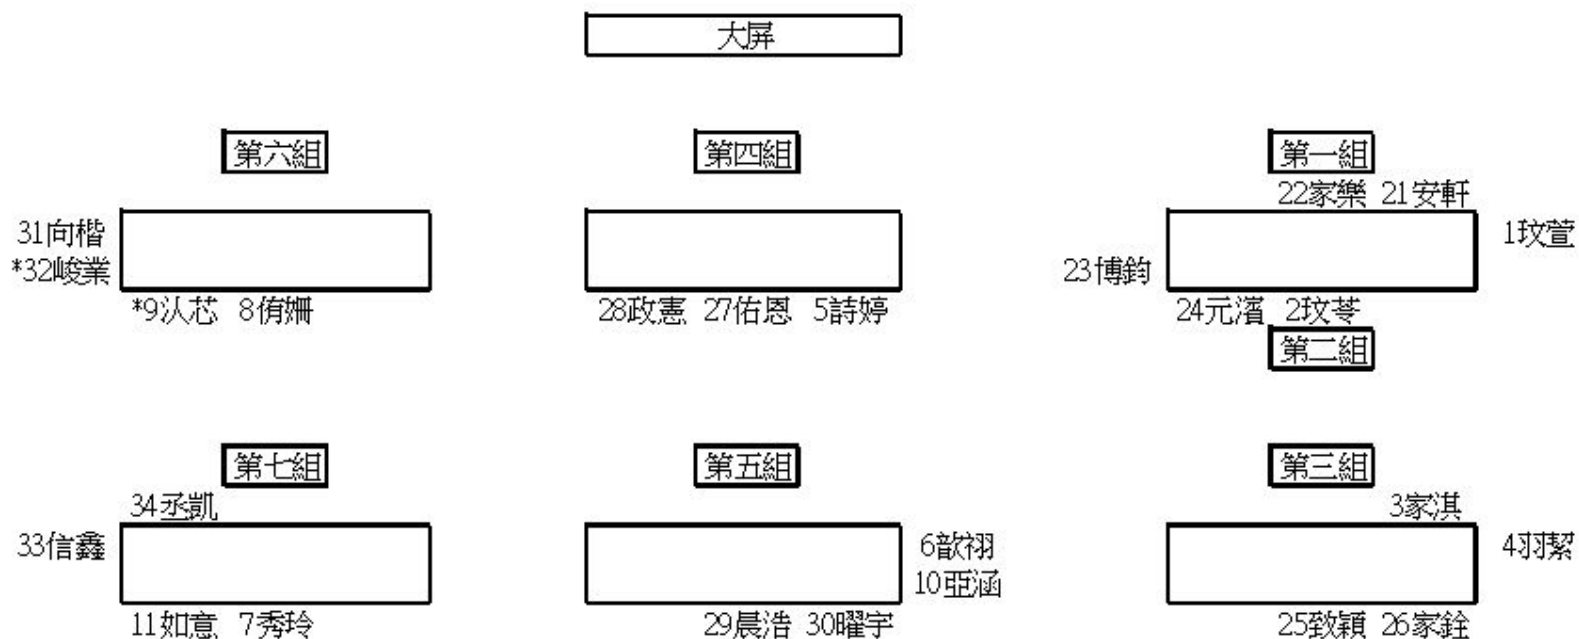 大屏
第六組
第四組
第一組
22家樂 21安軒
31向楷
*32峻業
1玟萱
23博鈞
*9汄芯 8侑姍
28政憲 27佑恩 5詩婷
24元濱 2玟苓
第二組
第七組
第五組
第三組
34丞凱
3家淇
33信鑫
6歆栩
10亞涵
4羽絜
11如意 7秀玲
29晨浩 30曜宇
25致穎 26家銓